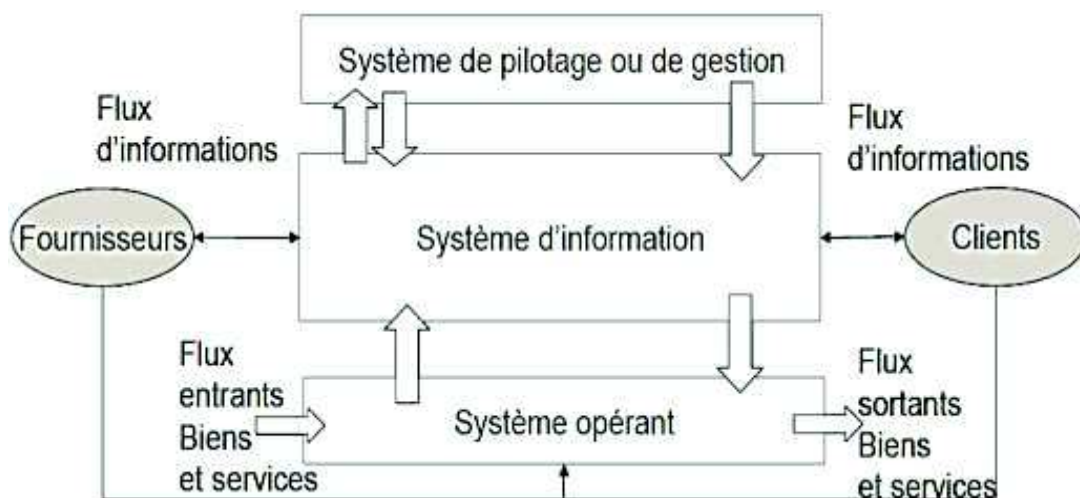 Système de pilotage ou de gestion
Flux
d'informations
Flux
d'informations
Fournisseurs
Système d'information
Clients
Flux
entrants
Biens
et services
Système opérant
Flux
sortants
Biens
et services